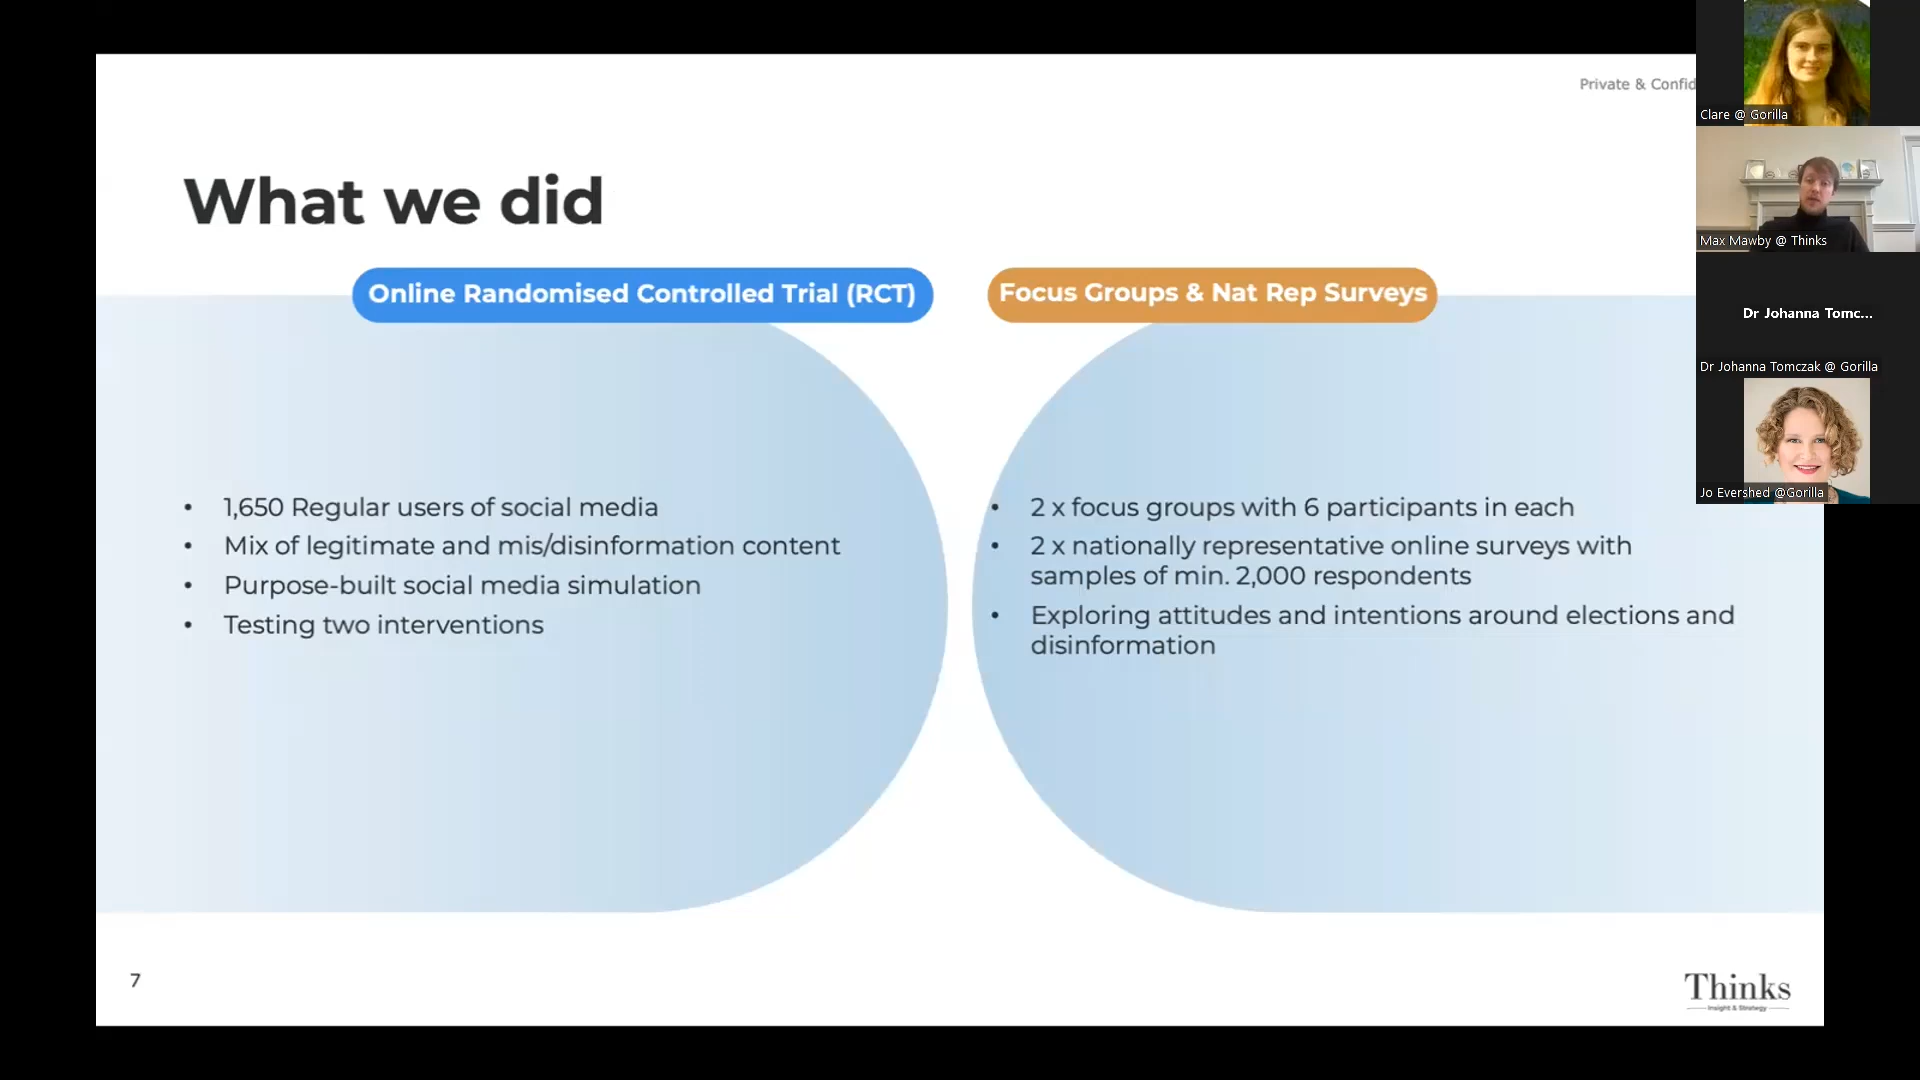 Private & Confid
What we did
Online Randomised Controlled Trial (RCT)
• 1,650 Regular users of social media
• Mix of legitimate and mis/disinformation content
• Purpose-built social media simulation
• Testing two interventions
Focus Groups & Nat Rep Surveys
• 2 x focus groups with 6 participants in each
• 2 x nationally representative online surveys with
samples of min. 2,000 respondents
• Exploring attitudes and intentions around elections and
disinformation
7
Thinks
Insight & Strategy
Clare @ Gorilla
Max Mawby @ Thinks
Dr Johanna Tomc...
Dr Johanna Tomczak @ Gorilla
Jo Evershed @Gorilla